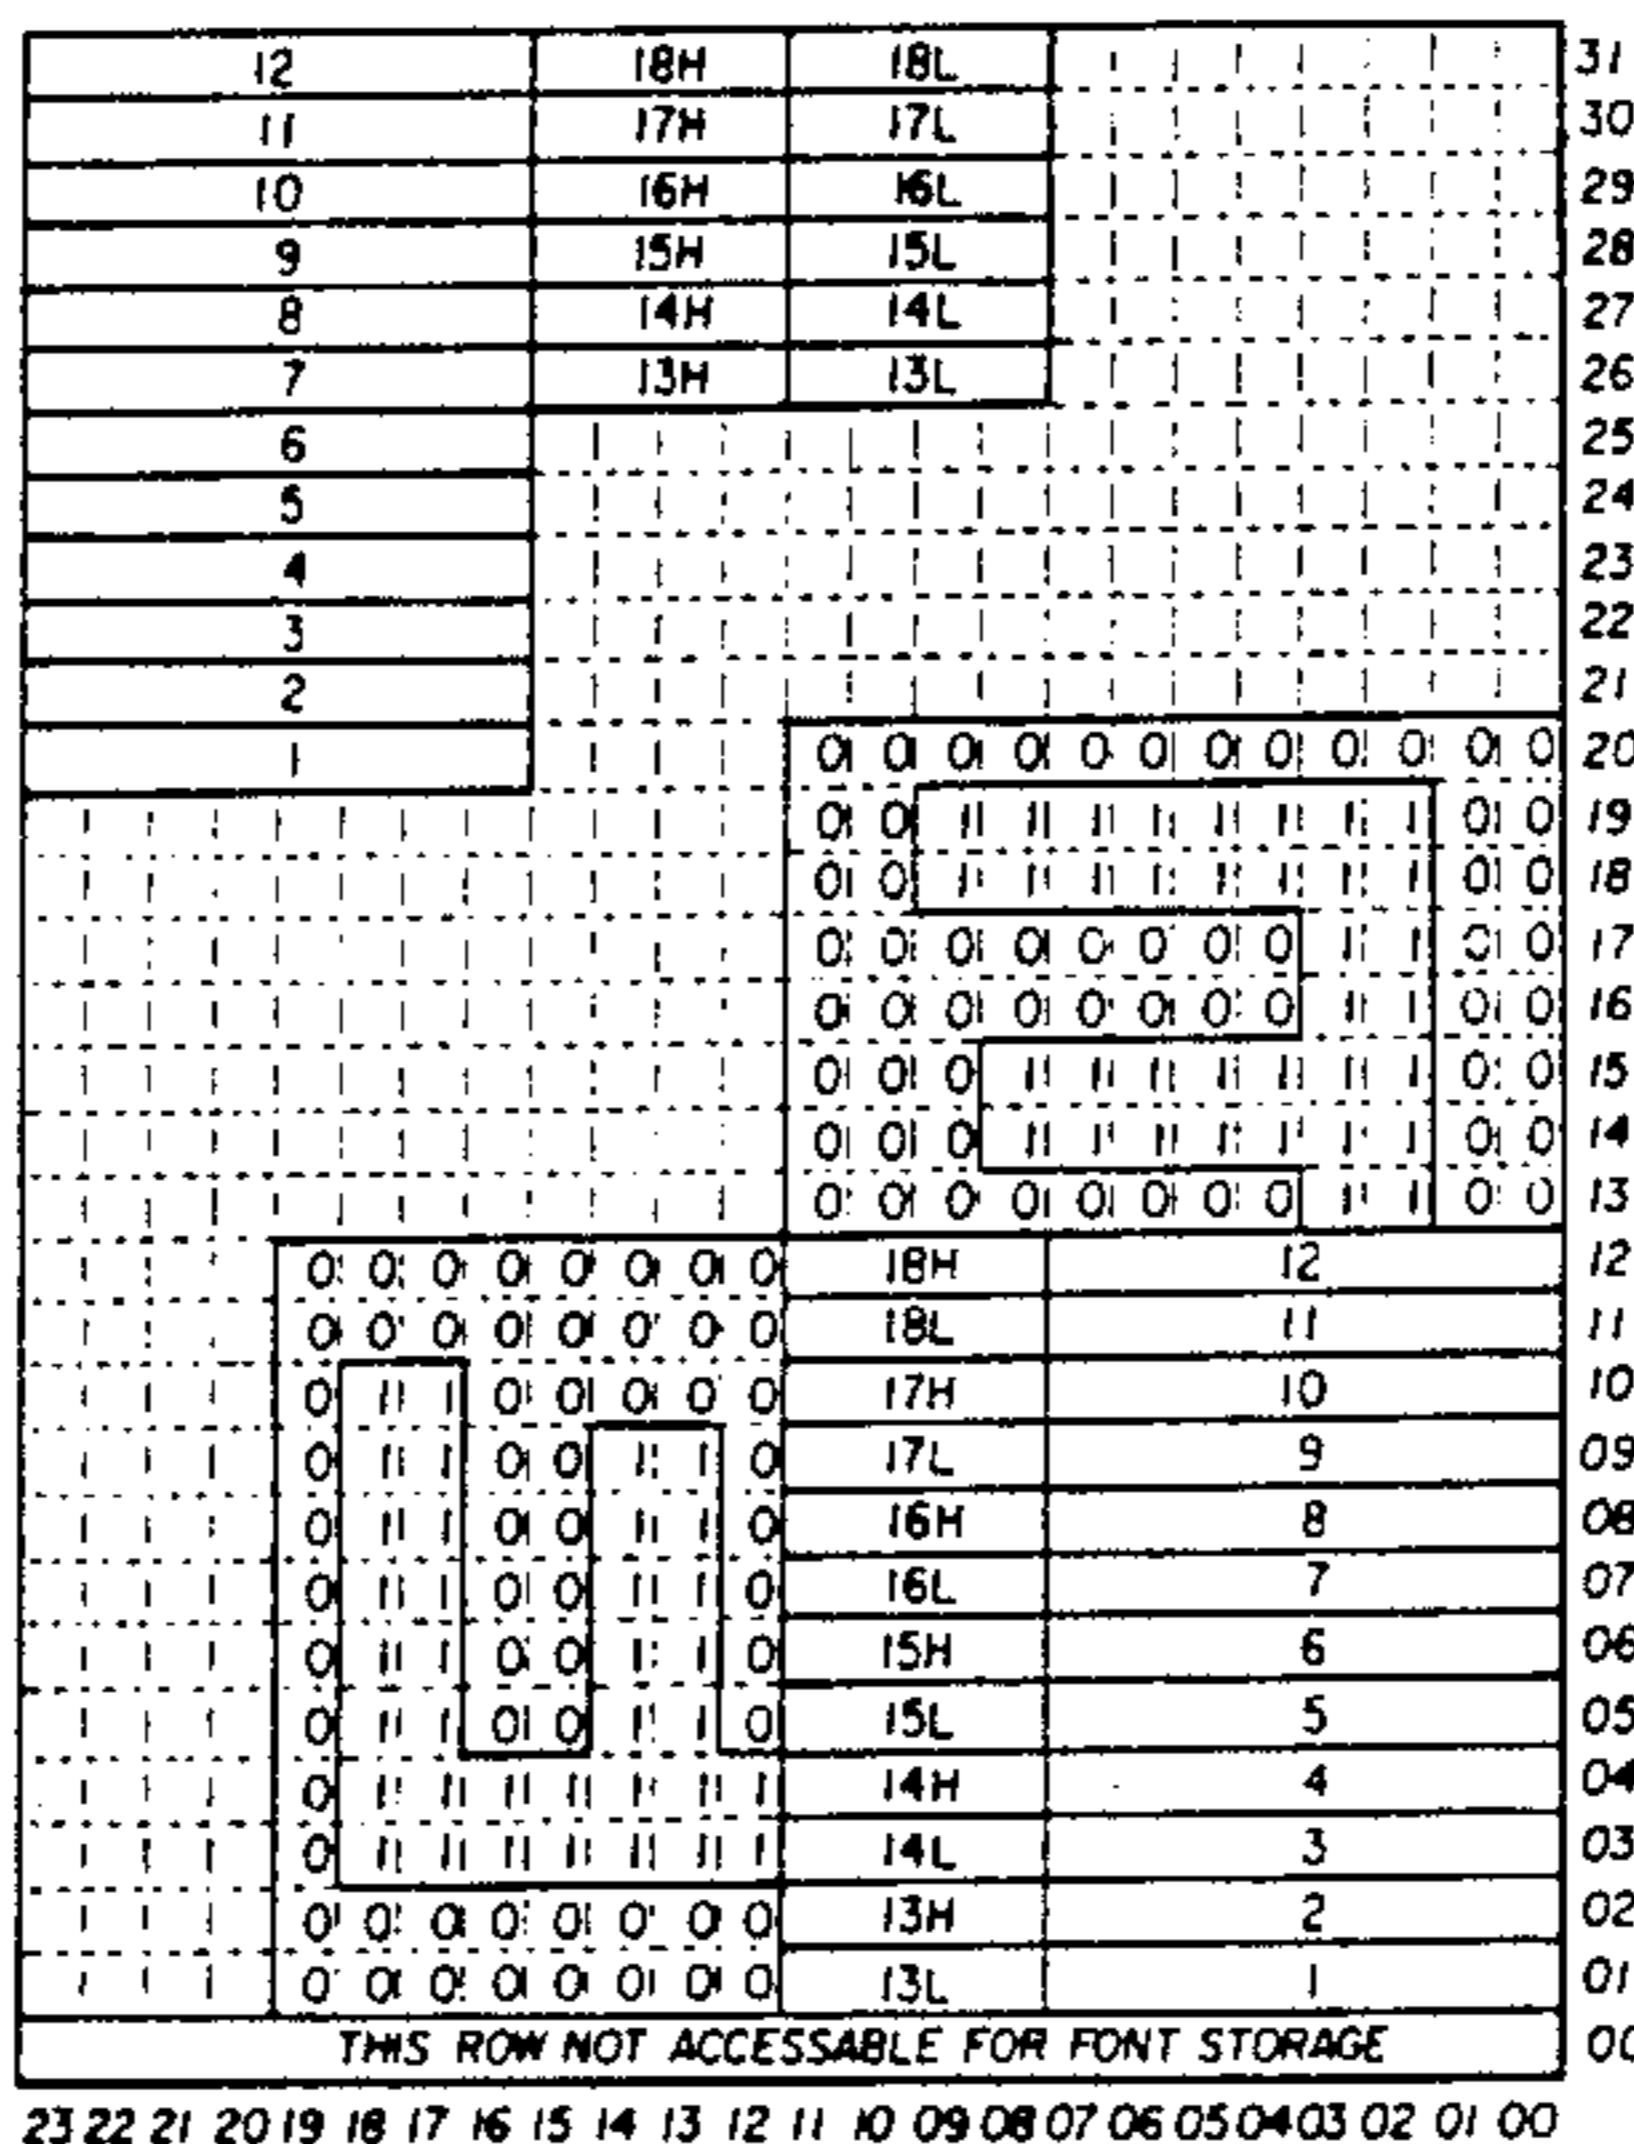 12 18H 18L 31
11 17H 17L 30
10 16H 16L 29
9 15H 15L 28
8 14H 14L 27
7 13H 13L 26
6 25
5 24
4 23
3 22
2 21
1 0 0 0 0 0 0 0 0 0 0 0 0 20
0 0 1 1 1 1 1 1 1 1 0 0 19
0 0 1 1 1 1 1 1 1 1 0 0 18
0 0 0 0 0 0 0 0 1 1 0 0 17
0 0 0 0 0 0 0 0 1 1 0 0 16
0 0 0 1 1 1 1 1 1 1 0 0 15
0 0 0 1 1 1 1 1 1 1 0 0 14
0 0 0 0 0 0 0 0 1 1 0 0 13
0 0 0 0 0 0 0 0 18H 12 12
0 0 0 0 0 0 0 0 18L 11 11
0 1 1 0 0 0 0 0 17H 10 10
0 1 1 0 0 1 1 0 17L 9 09
0 1 1 0 0 1 1 0 16H 8 08
0 1 1 0 0 1 1 0 16L 7 07
0 1 1 0 0 1 1 0 15H 6 06
0 1 1 0 0 1 1 0 15L 5 05
0 1 1 1 1 1 1 1 14H 4 04
0 1 1 1 1 1 1 1 14L 3 03
0 0 0 0 0 0 0 0 13H 2 02
0 0 0 0 0 0 0 0 13L 1 01
THIS ROW NOT ACCESSABLE FOR FONT STORAGE 00
23 22 21 20 19 18 17 16 15 14 13 12 11 10 09 08 07 06 05 04 03 02 01 00